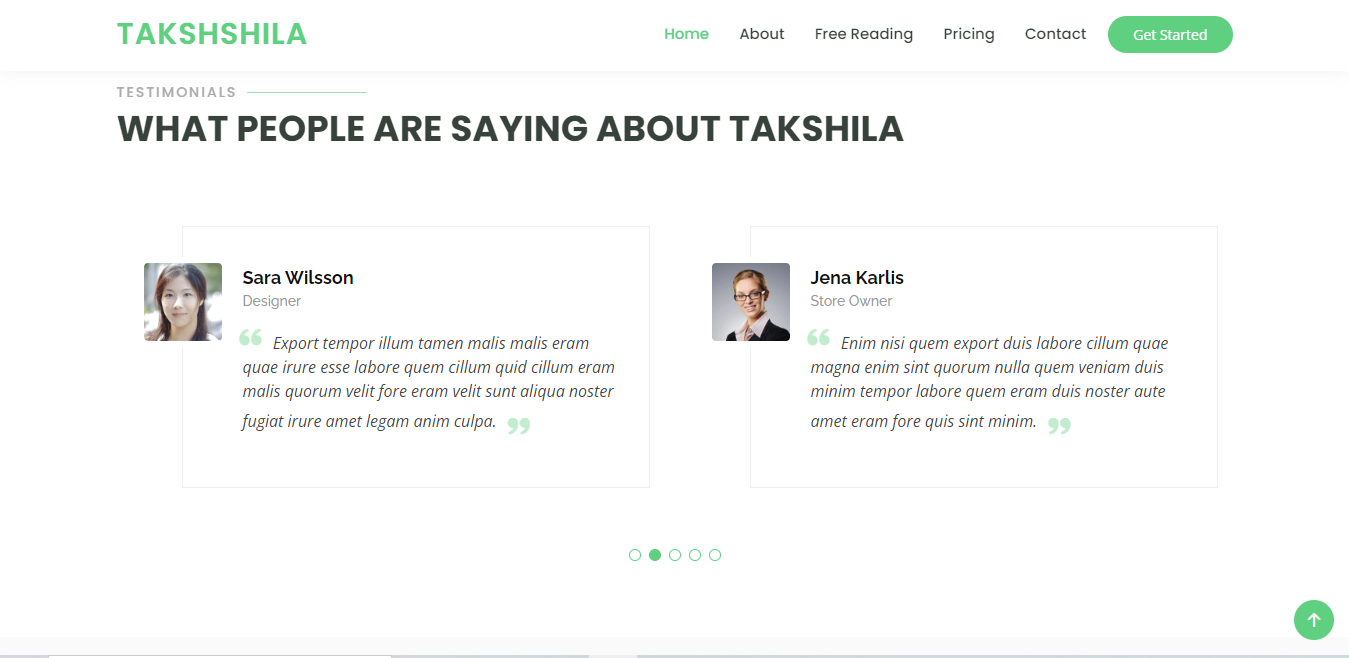 TAKSHSHILA
Home About Free Reading Pricing Contact Get Started
TESTIMONIALS
WHAT PEOPLE ARE SAYING ABOUT TAKSHILA
Sara Wilsson
Designer
“ Export tempor illum tamen malis malis eram
quae irure esse labore quem cillum quid cillum eram
malis quorum velit fore eram velit sunt aliqua noster
fugiat irure amet legam anim culpa. ”
Jena Karlis
Store Owner
“ Enim nisi quem export duis labore cillum quae
magna enim sint quorum nulla quem veniam duis
minim tempor labore quem eram duis noster aute
amet eram fore quis sint minim. ”